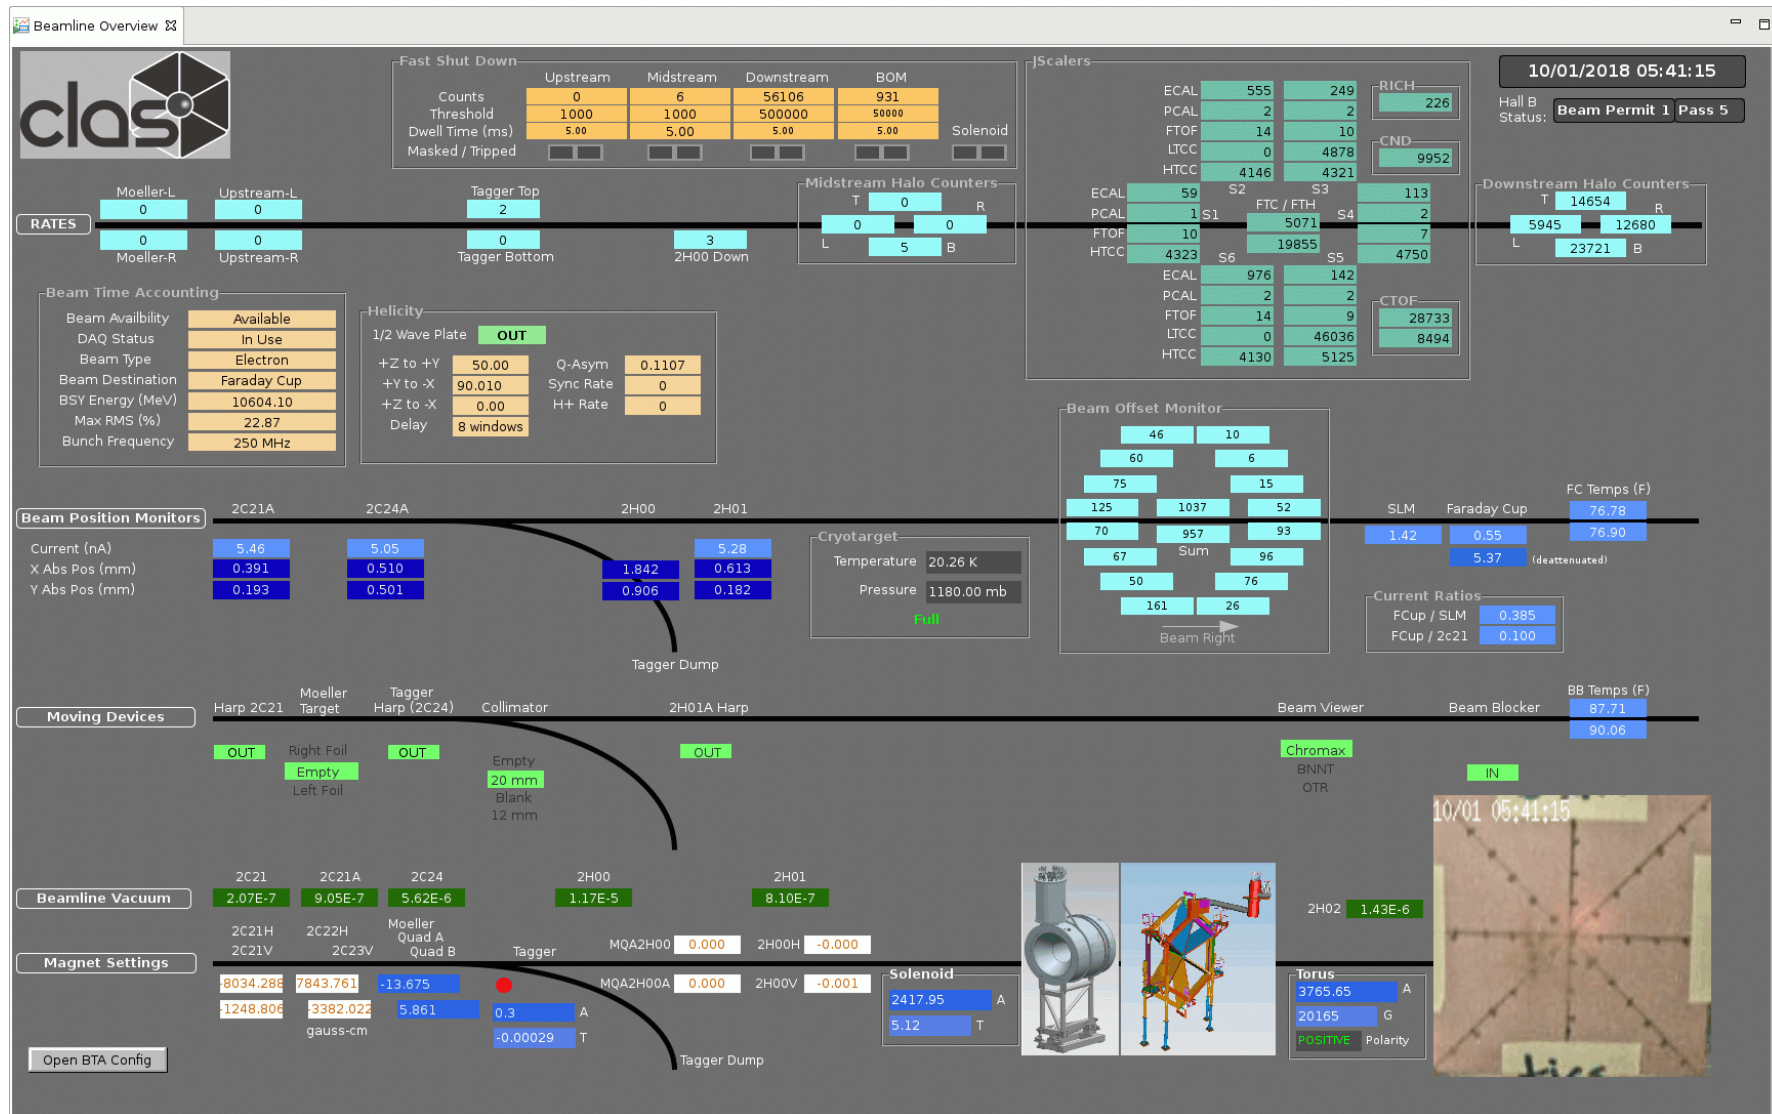 Beamline Overview
clas
Fast Shut Down
Upstream Midstream Downstream BOM
Counts 0 6 56106 931
Threshold 1000 1000 500000 50000
Dwell Time (ms) 5.00 5.00 5.00 5.00 Solenoid
Masked / Tripped
JScalers
ECAL 555 249
PCAL 2 2
FTOF 14 10
LTCC 0 4878
HTCC 4146 4321
S2 S3
RICH
226
CND
9952
ECAL 59 113
PCAL 1 S1 FTC / FTH 5071 S4 2
FTOF 10 7
HTCC 4323 19855 4750
S6 S5
ECAL 976 142
PCAL 2 2
FTOF 14 9
LTCC 0 46036
HTCC 4130 5125
CTOF
28733
8494
10/01/2018 05:41:15
Hall B
Status: Beam Permit 1 Pass 5
RATES
Moeller-L Upstream-L Tagger Top
0 0 2
0 0 0 3
Moeller-R Upstream-R Tagger Bottom 2H00 Down
Midstream Halo Counters
T 0 R
0 0
L 5 B
Downstream Halo Counters
T 14654 R
5945 12680
L 23721 B
Beam Time Accounting
Beam Availbility Available
DAQ Status In Use
Beam Type Electron
Beam Destination Faraday Cup
BSY Energy (MeV) 10604.10
Max RMS (%) 22.87
Bunch Frequency 250 MHz
Helicity
1/2 Wave Plate OUT
+Z to +Y 50.00 Q-Asym 0.1107
+Y to -X 90.010 Sync Rate 0
+Z to -X 0.00 H+ Rate 0
Delay 8 windows
Beam Offset Monitor
46 10
60 6
75 15
125 1037 52
70 957 93
Sum
67 96
50 76
161 26
Beam Right
Beam Position Monitors
2C21A 2C24A 2H00 2H01
Current (nA) 5.46 5.05 5.28
X Abs Pos (mm) 0.391 0.510 1.842 0.613
Y Abs Pos (mm) 0.193 0.501 0.906 0.182
Tagger Dump
Cryotarget
Temperature 20.26 K
Pressure 1180.00 mb
Full
FC Temps (F)
SLM Faraday Cup 76.78
1.42 0.55 76.90
5.37 (deattenuated)
Current Ratios
FCup / SLM 0.385
FCup / 2c21 0.100
Moving Devices
Harp 2C21
Moeller
Target
Tagger
Harp (2C24)
Collimator
2H01A Harp
Beam Viewer
Beam Blocker
BB Temps (F)
87.71
90.06
OUT
Right Foil
Empty
Left Foil
OUT
Empty
20 mm
Blank
12 mm
OUT
Chromax
BNNT
OTR
IN
10/01 05:41:15
Beamline Vacuum
2C21 2C21A 2C24 2H00 2H01
2.07E-7 9.05E-7 5.62E-6 1.17E-5 8.10E-7
2H02 1.43E-6
Magnet Settings
2C21H 2C22H
2C21V 2C23V
Moeller
Quad A
Quad B
Tagger
-8034.288 7843.761 -13.675
-1248.806 -3382.022 5.861
gauss-cm
0.3 A
-0.00029 T
MQA2H00 0.000 2H00H -0.000
MQA2H00A 0.000 2H00V -0.001
Tagger Dump
Solenoid
2417.95 A
5.12 T
Torus
3765.65 A
20165 G
POSITIVE Polarity
Open BTA Config